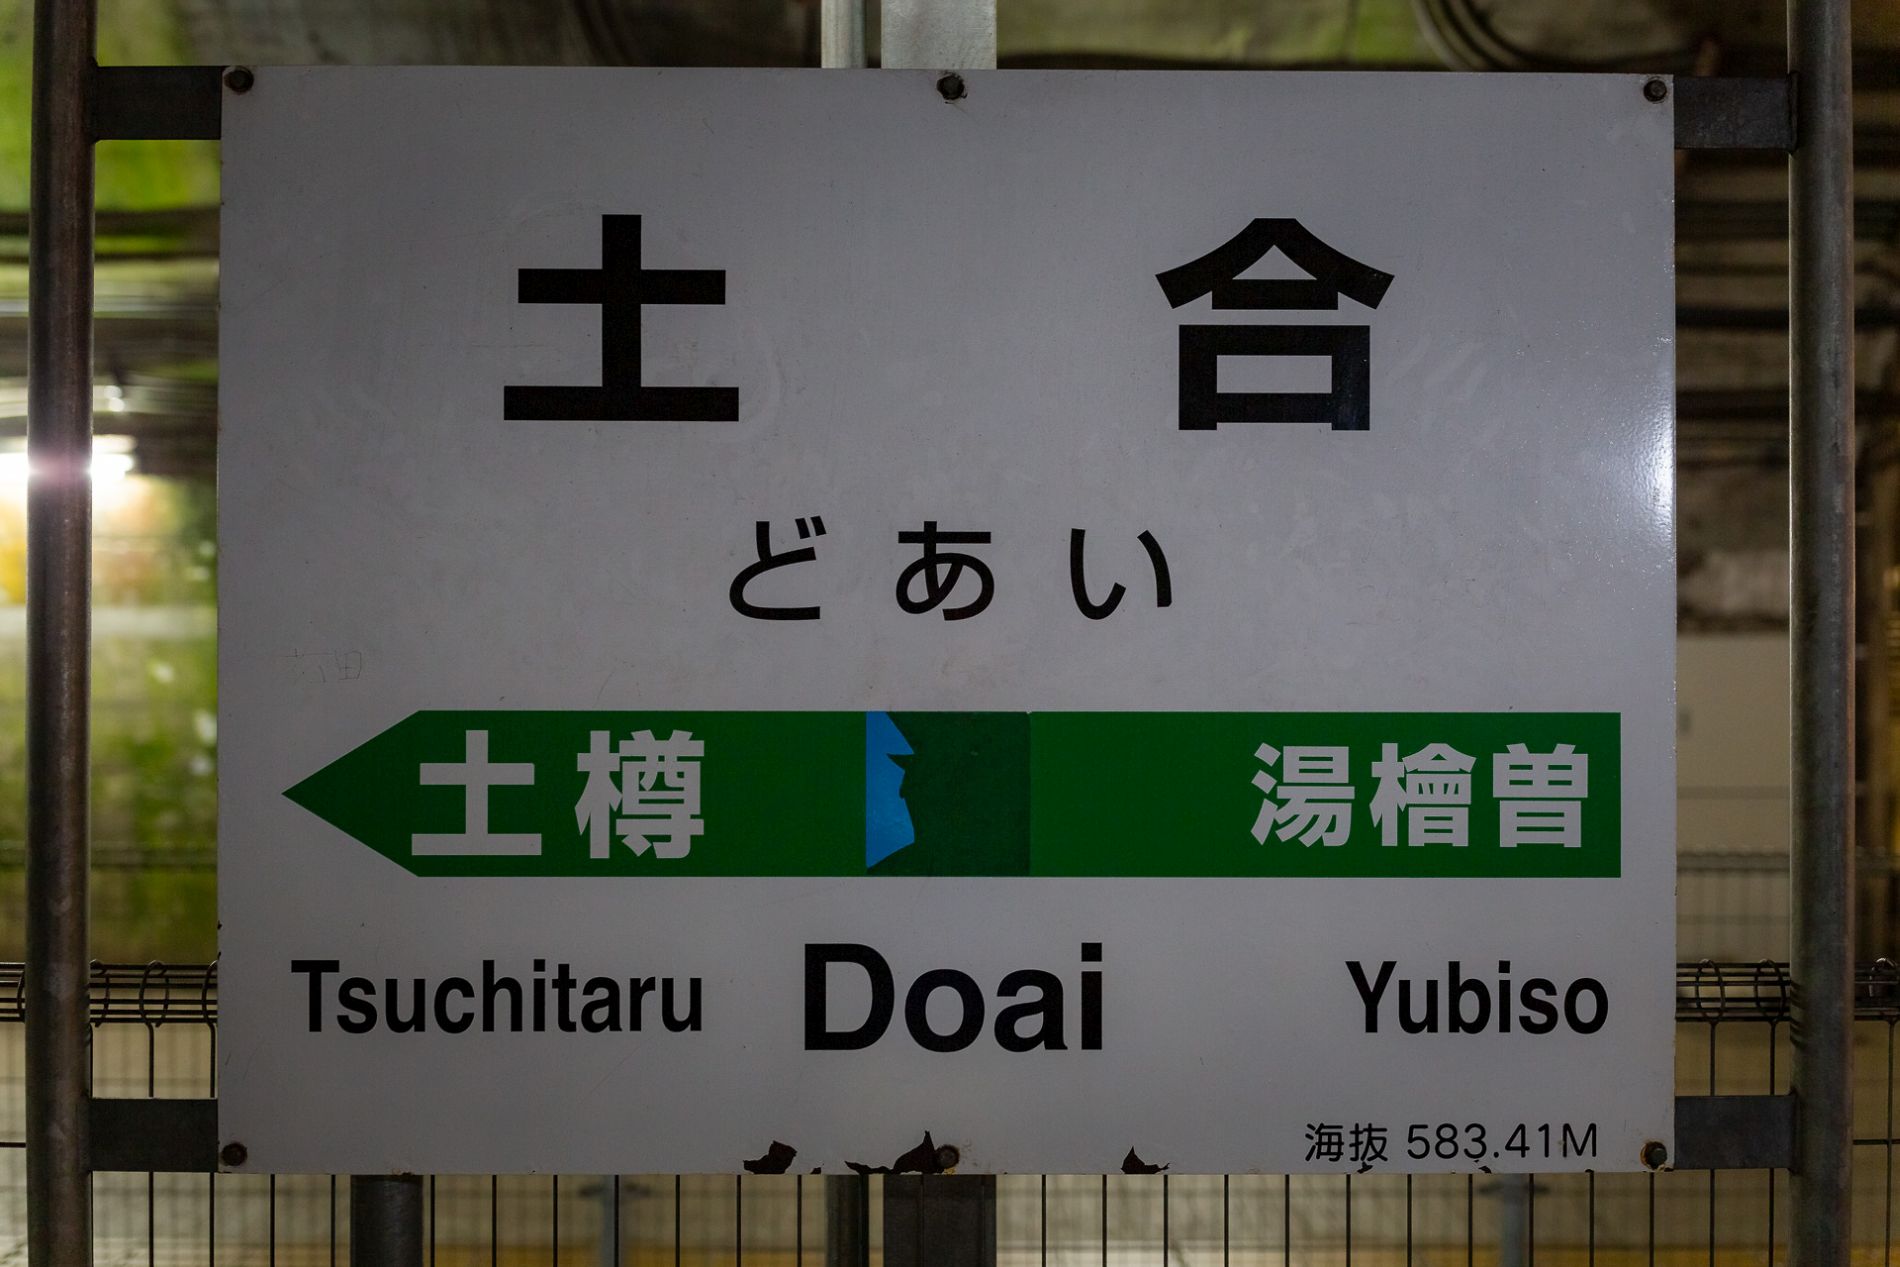 土合
どあい
土樽 湯檜曽
Tsuchitaru Doai Yubiso
海抜 583.41M